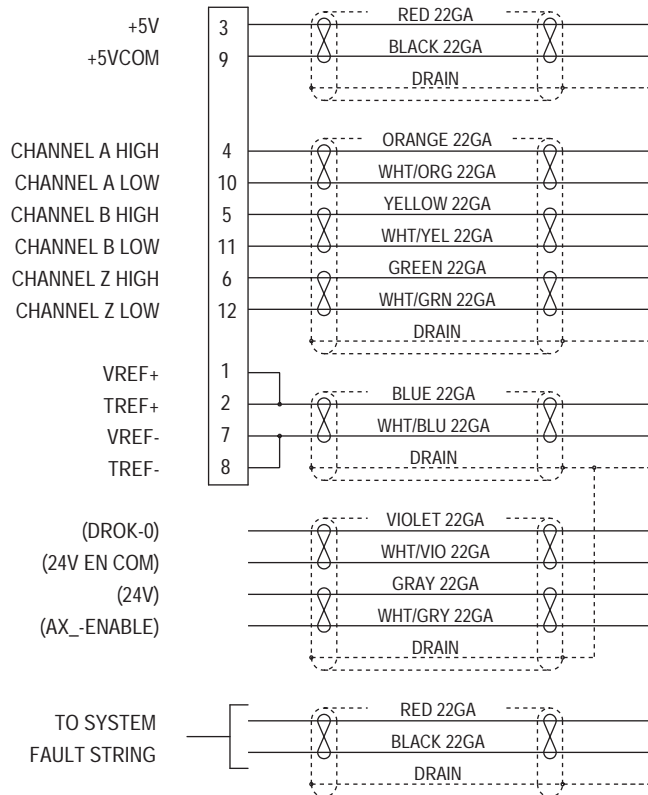 +5V 3 RED 22GA
+5VCOM 9 BLACK 22GA
DRAIN
CHANNEL A HIGH 4 ORANGE 22GA
CHANNEL A LOW 10 WHT/ORG 22GA
CHANNEL B HIGH 5 YELLOW 22GA
CHANNEL B LOW 11 WHT/YEL 22GA
CHANNEL Z HIGH 6 GREEN 22GA
CHANNEL Z LOW 12 WHT/GRN 22GA
DRAIN
VREF+ 1
TREF+ 2 BLUE 22GA
VREF- 7 WHT/BLU 22GA
TREF- 8 DRAIN
(DROK-0) VIOLET 22GA
(24V EN COM) WHT/VIO 22GA
(24V) GRAY 22GA
(AX_-ENABLE) WHT/GRY 22GA
DRAIN
TO SYSTEM RED 22GA
FAULT STRING BLACK 22GA
DRAIN